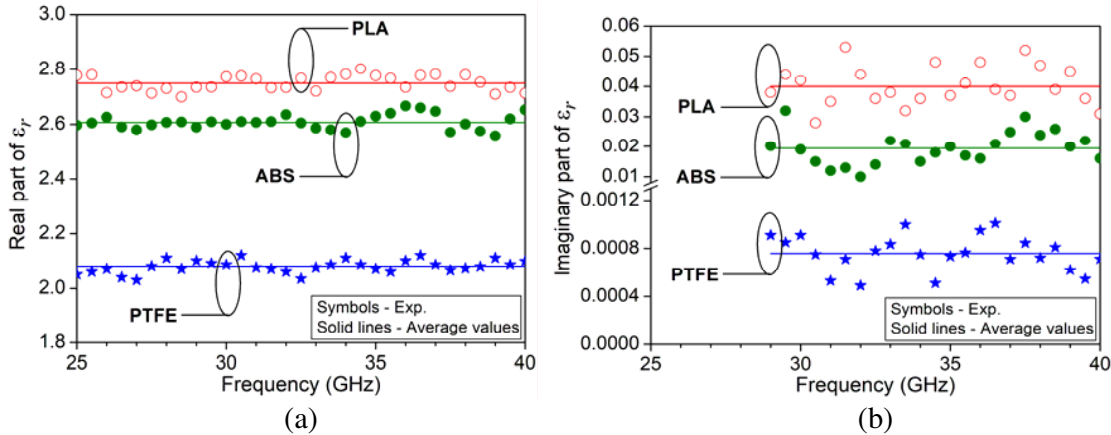 3.0
2.8
2.6
2.4
2.2
2.0
1.8
25
30
35
40
Real part of εr
Frequency (GHz)
PLA
ABS
PTFE
Symbols - Exp.
Solid lines - Average values
(a)
0.06
0.05
0.04
0.03
0.02
0.01
0.0012
0.0008
0.0004
0.0000
25
30
35
40
Imaginary part of εr
Frequency (GHz)
PLA
ABS
PTFE
Symbols - Exp.
Solid lines - Average values
(b)